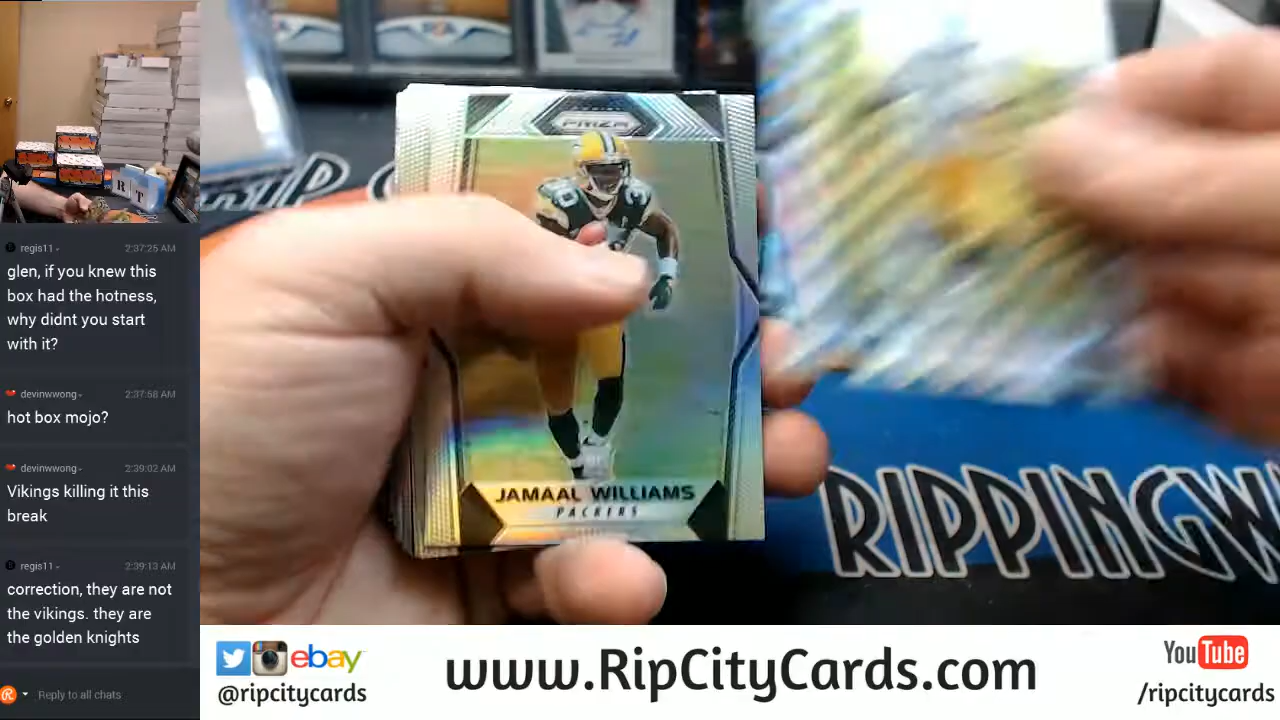 regis11
2:37:25 AM
glen, if you knew this
box had the hotness,
why didnt you start
with it?
devinwwong
2:37:58 AM
hot box mojo?
devinwwong
2:39:02 AM
Vikings killing it this
break
regis11
2:39:13 AM
correction, they are not
the vikings. they are
the golden knights
Reply to all chats
R T
PRIZM
30
JAMAAL WILLIAMS
PACKERS
RIPPINGW
ebay
@ripcitycards
www.RipCityCards.com
YouTube
/ripcitycards